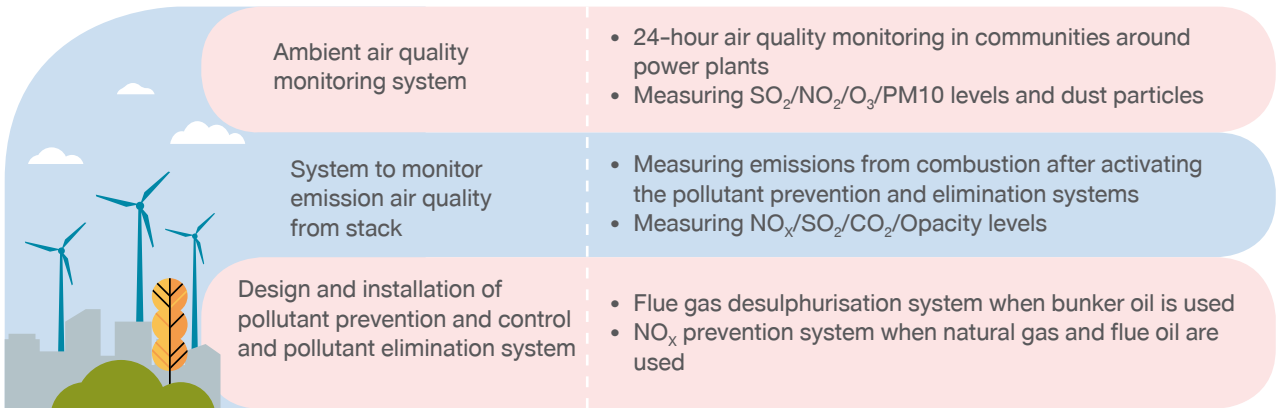 Ambient air quality
monitoring system
• 24-hour air quality monitoring in communities around
power plants
• Measuring SO₂/NO₂/O₃/PM10 levels and dust particles
System to monitor
emission air quality
from stack
• Measuring emissions from combustion after activating
the pollutant prevention and elimination systems
• Measuring NOₓ/SO₂/CO₂/Opacity levels
Design and installation of
pollutant prevention and control
and pollutant elimination system
• Flue gas desulphurisation system when bunker oil is used
• NOₓ prevention system when natural gas and flue oil are
used